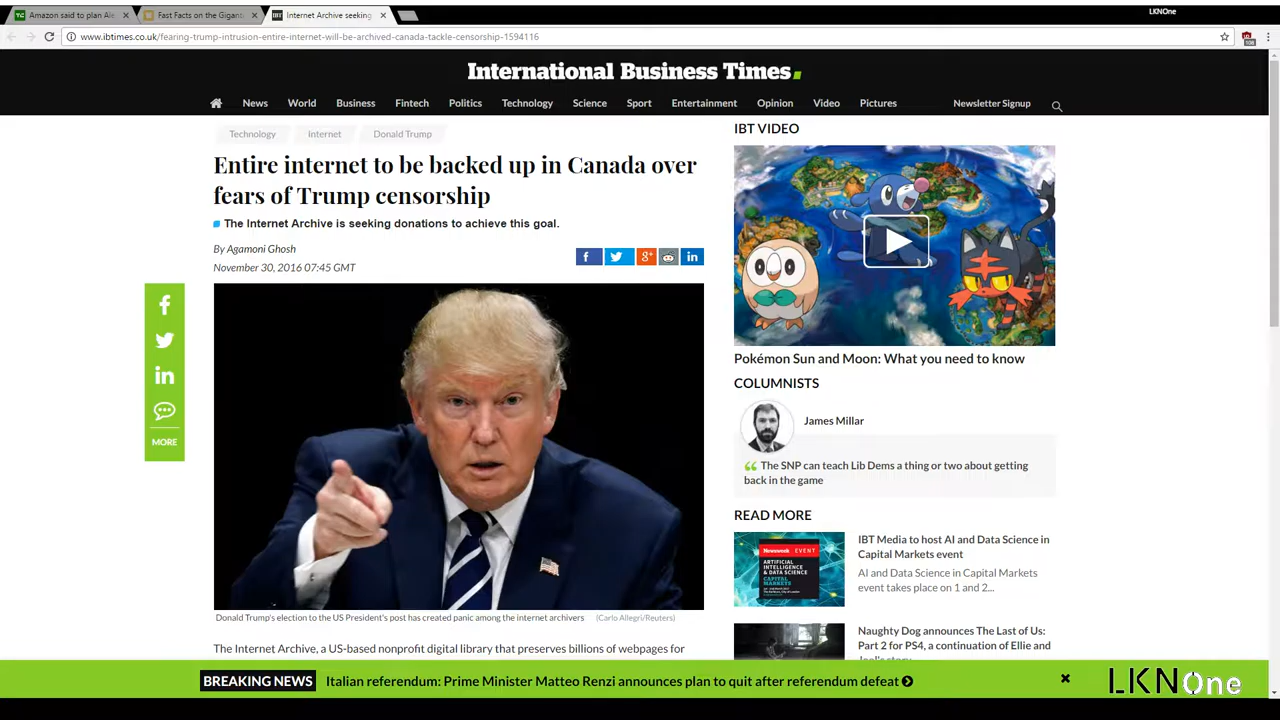 Amazon said to plan Ale
Fast Facts on the Gigant
Internet Archive seeking
LKNOne
www.ibtimes.co.uk/fearing-trump-intrusion-entire-internet-will-be-archived-canada-tackle-censorship-1594116
International Business Times.
News World Business Fintech Politics Technology Science Sport Entertainment Opinion Video Pictures Newsletter Signup
Technology Internet Donald Trump
Entire internet to be backed up in Canada over
fears of Trump censorship
The Internet Archive is seeking donations to achieve this goal.
By Agamoni Ghosh
November 30, 2016 07:45 GMT
MORE
Donald Trump's election to the US President's post has created panic among the internet archivers (Carlo Allegri/Reuters)
The Internet Archive, a US-based nonprofit digital library that preserves billions of webpages for
IBT VIDEO
Pokémon Sun and Moon: What you need to know
COLUMNISTS
James Millar
The SNP can teach Lib Dems a thing or two about getting
back in the game
READ MORE
Newsweek EVENT
ARTIFICIAL
INTELLIGENCE
& DATA SCIENCE
CAPITAL
MARKETS
IBT Media to host AI and Data Science in
Capital Markets event
AI and Data Science in Capital Markets
event takes place on 1 and 2...
Naughty Dog announces The Last of Us:
Part 2 for PS4, a continuation of Ellie and
BREAKING NEWS Italian referendum: Prime Minister Matteo Renzi announces plan to quit after referendum defeat
LKNOne